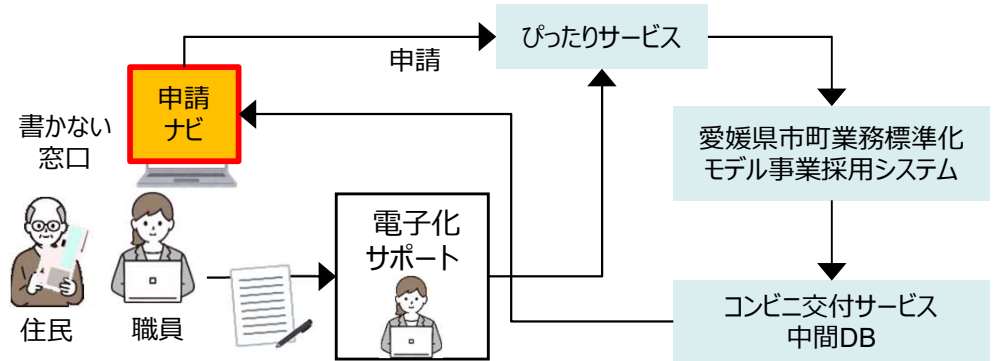 ぴったりサービス
申請
申請
ナビ
書かない
窓口
愛媛県市町業務標準化
モデル事業採用システム
電子化
サポート
コンビニ交付サービス
中間DB
住民
職員